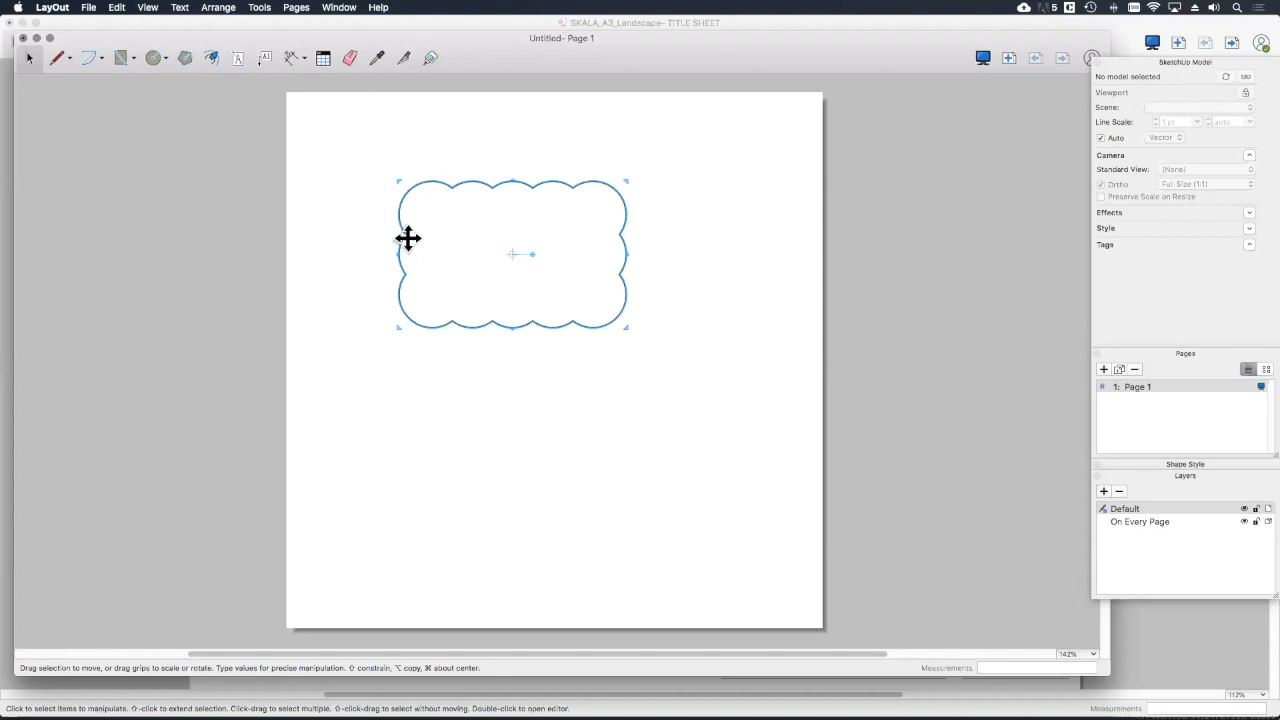 LayOut File Edit View Text Arrange Tools Pages Window Help 5
SKALA_A3_Landscape- TITLE SHEET
Untitled- Page 1
SketchUp Model
No model selected
Viewport
Scene:
Line Scale: 1 pt auto
Auto Vector
Camera
Standard View: (None)
Ortho Full Size (1:1)
Preserve Scale on Resize
Effects
Style
Tags
Pages
# 1: Page 1
Shape Style
Layers
Default
On Every Page
142%
Drag selection to move, or drag grips to scale or rotate. Type values for precise manipulation. ⇧ constrain, ⌥ copy, ⌘ about center. Measurements
112%
Click to select items to manipulate. ⇧-click to extend selection. Click-drag to select multiple. ⇧-click-drag to select without moving. Double-click to open editor. Measurements